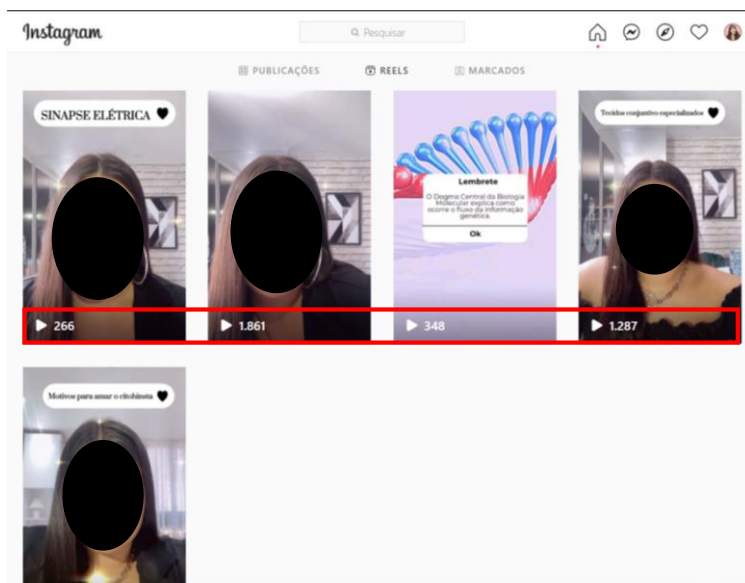 Instagram
Pesquisar
PUBLICAÇÕES REELS MARCADOS
SINAPSE ELÉTRICA
266
1.861
Lembrete
O Dogma Central da Biologia
Molecular explica como
ocorre o fluxo da informação
genética.
Ok
348
Tecidos conjuntivo especializados
1.287
Motivos para amar o citohinsta